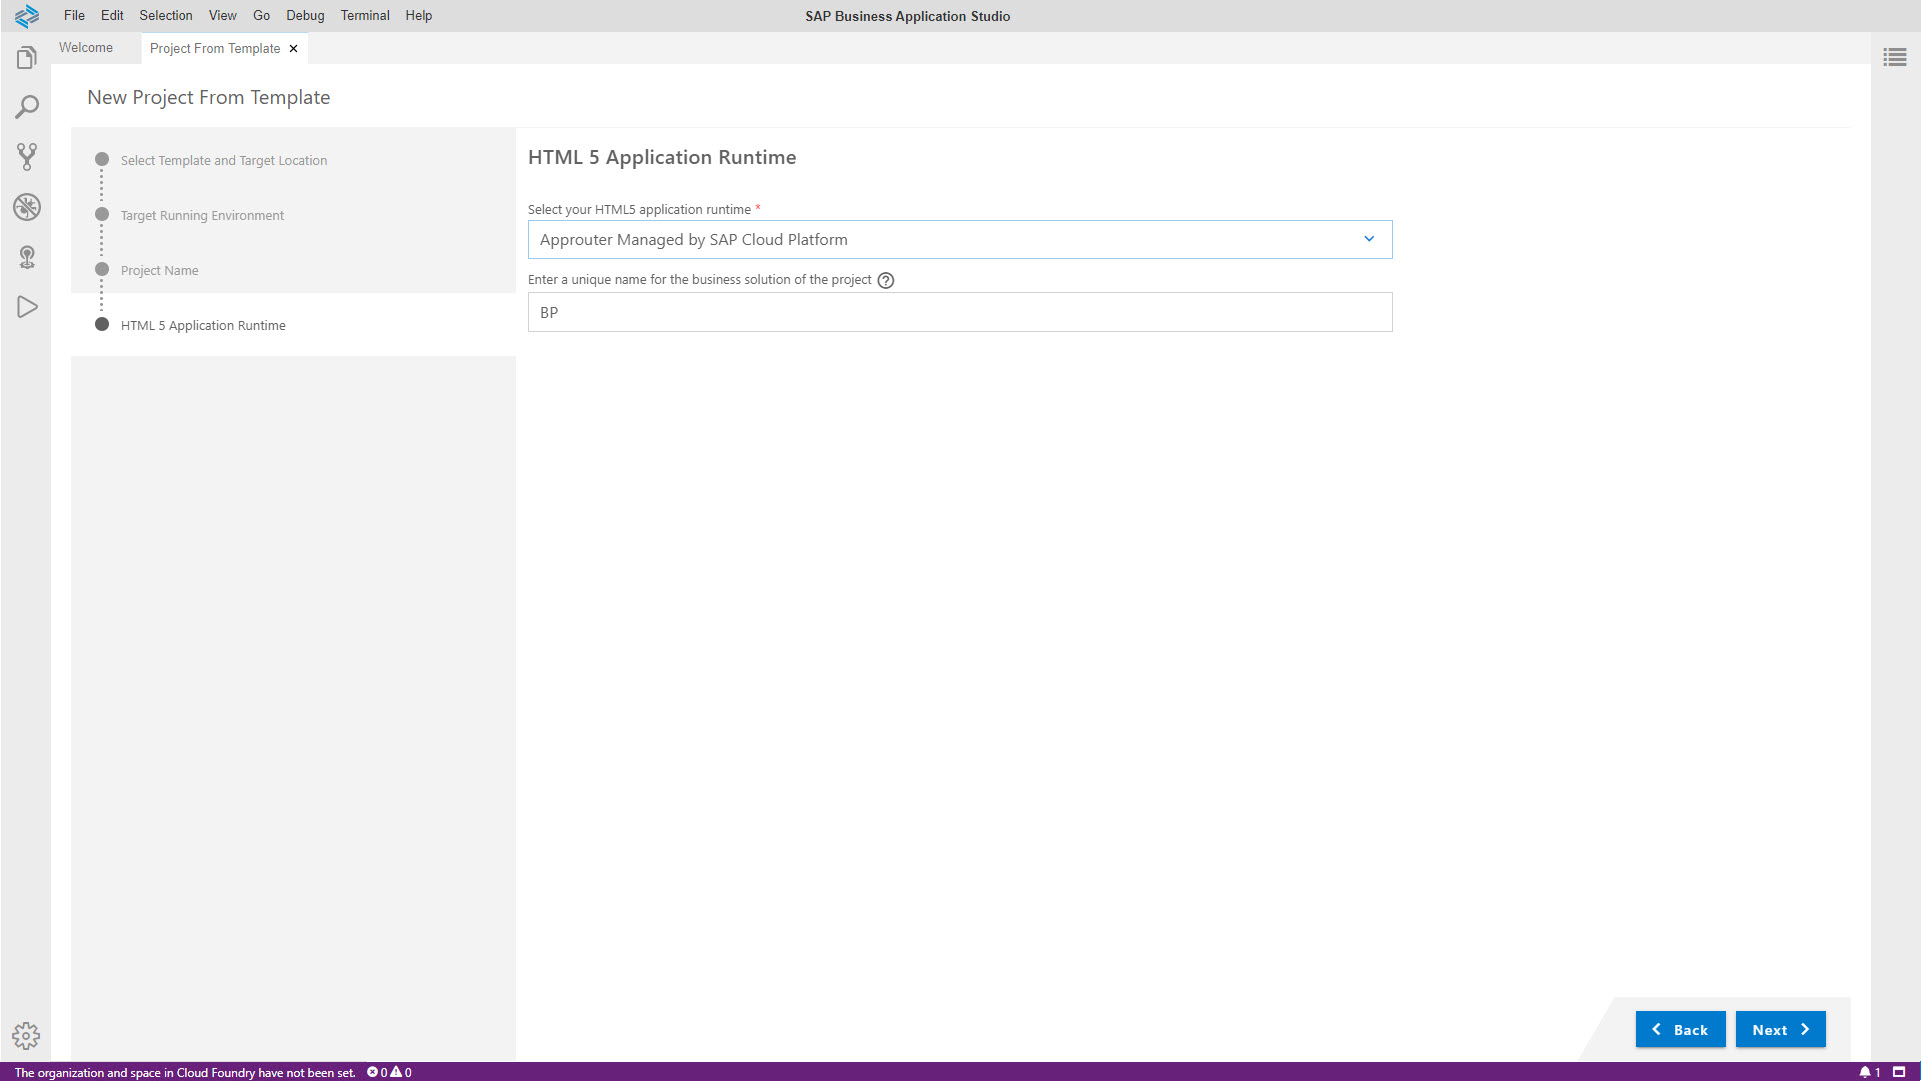 File Edit Selection View Go Debug Terminal Help SAP Business Application Studio
Welcome Project From Template ×
New Project From Template
Select Template and Target Location
Target Running Environment
Project Name
HTML 5 Application Runtime
HTML 5 Application Runtime
Select your HTML5 application runtime *
Approuter Managed by SAP Cloud Platform
Enter a unique name for the business solution of the project ?
BP
Back Next
The organization and space in Cloud Foundry have not been set. 0 0 1